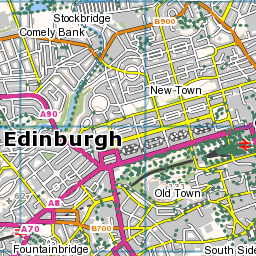 Stockbridge
Comely Bank
B900
New Town
A90
Edinburgh
A8
Old Town
A70
B700
Fountainbridge
South Side